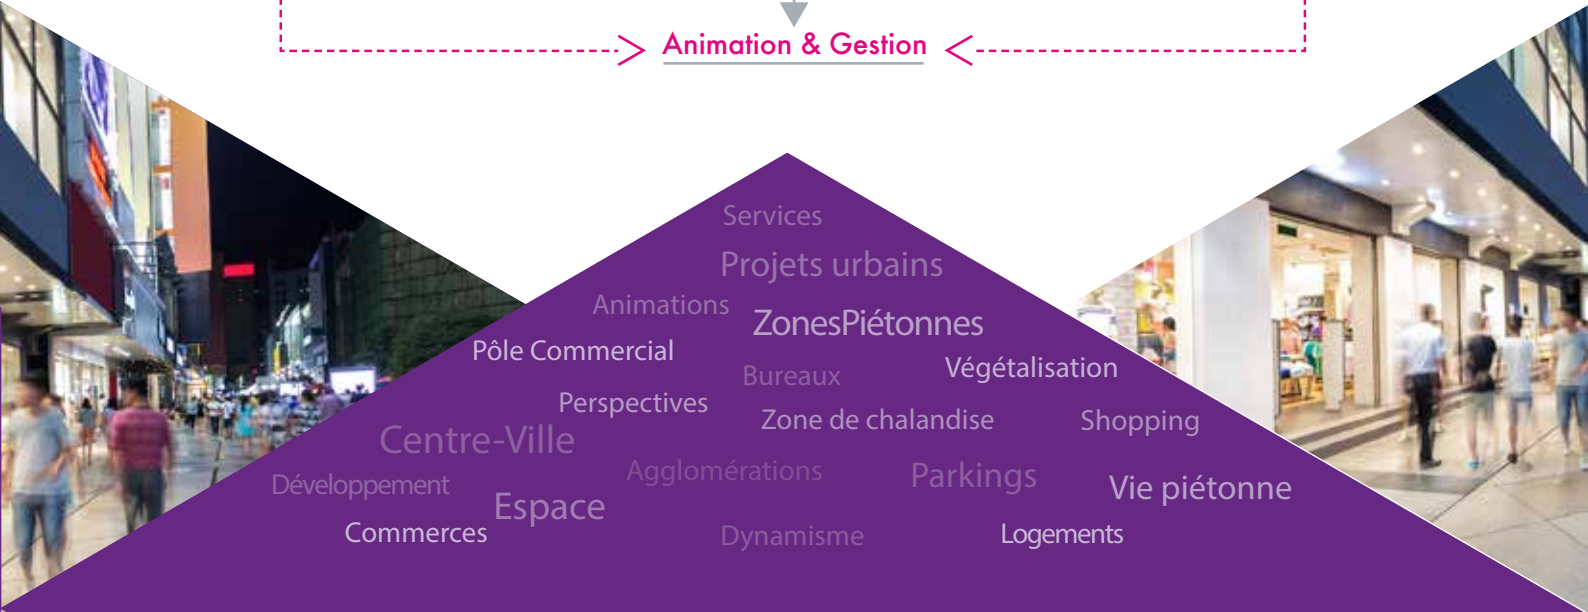 Animation & Gestion
Services
Projets urbains
Animations
ZonesPiétonnes
Pôle Commercial
Végétalisation
Bureaux
Perspectives
Zone de chalandise
Shopping
Centre-Ville
Agglomérations
Parkings
Développement
Vie piétonne
Espace
Commerces
Dynamisme
Logements